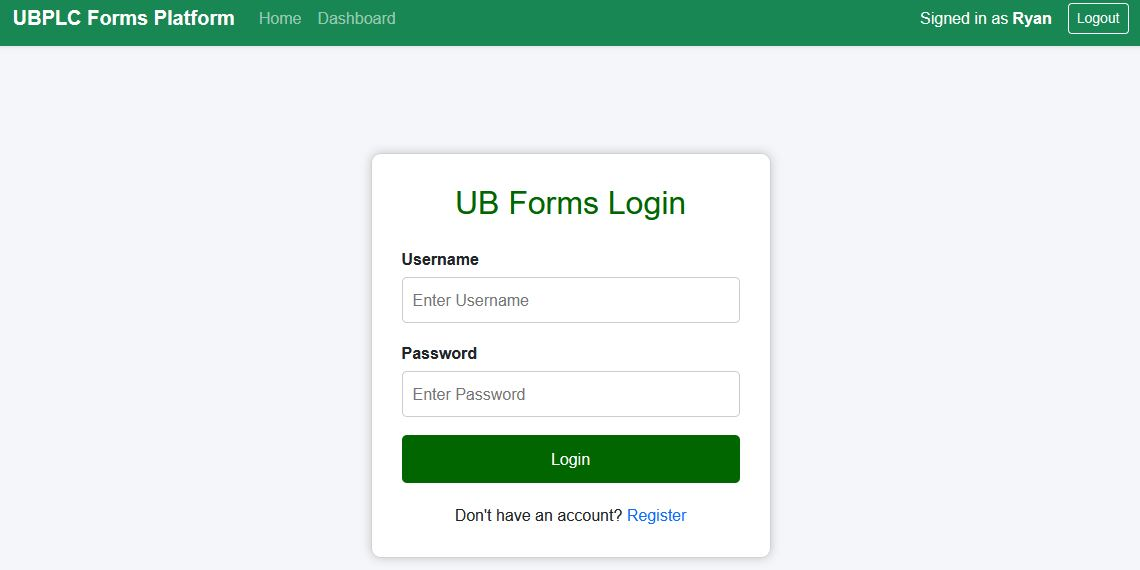 UBPLC Forms Platform Home Dashboard Signed in as Ryan Logout
UB Forms Login
Username
Enter Username
Password
Enter Password
Login
Don't have an account? Register